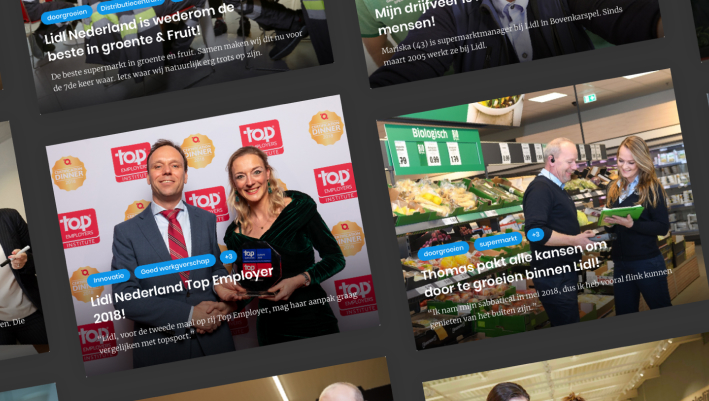 doorgroeien Distributiecentrum
Lidl Nederland is wederom de
beste in groente & Fruit!
De beste supermarkt in groente en fruit. Samen maken wij dit nu voor
de 7de keer waar. Iets waar wij natuurlijk erg trots op zijn.
Mijn drijfveer is
mensen!
Mariska (43) is supermarktmanager bij Lidl in Bovenkarspel. Sinds
maart 2005 werkt ze bij Lidl.
top
EMPLOYERS
INSTITUTE
DINNER
Innovatie Goed werkgverschap +3
Lidl Nederland Top Employer
2018!
"Lidl, voor de tweede maal op rij Top Employer, mag haar aanpak graag
vergelijken met topsport."
Biologisch
doorgroeien supermarkt +3
Thomas pakt alle kansen om
door te groeien binnen Lidl!
"Ik nam mijn sabbatical in mei 2018, dus ik heb vooral flink kunnen
genieten van het buiten zijn."
en. Die